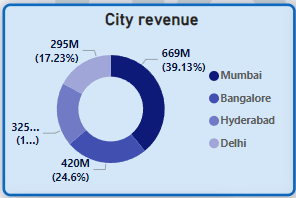 City revenue
295M
(17.23%)
669M
(39.13%)
Mumbai
Bangalore
Hyderabad
Delhi
325...
(1...)
420M
(24.6%)